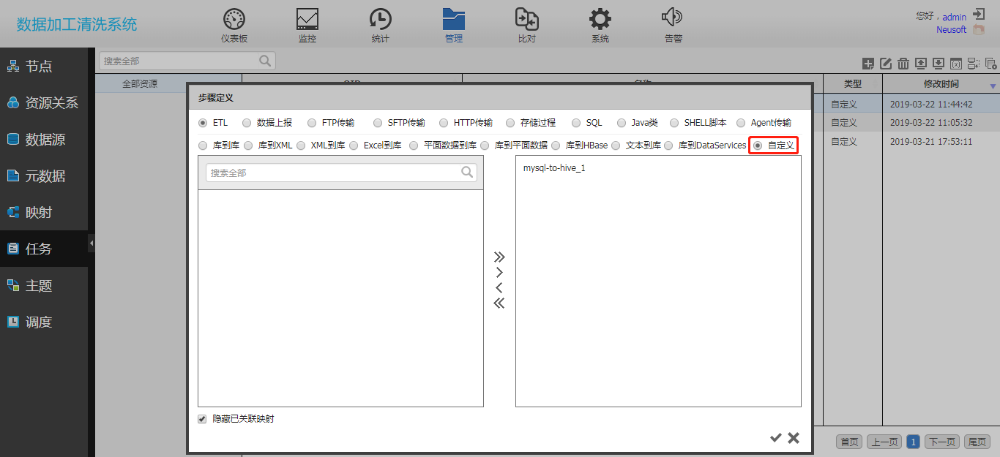 数据加工清洗系统
仪表板 监控 统计 管理 比对 系统 告警
您好，admin
Neusoft
节点
资源关系
数据源
元数据
映射
任务
主题
调度
搜索全部
全部资源 类型 修改时间
自定义 2019-03-22 11:44:42
自定义 2019-03-22 11:05:32
自定义 2019-03-21 17:53:11
步骤定义
ETL 数据上报 FTP传输 SFTP传输 HTTP传输 存储过程 SQL Java类 SHELL脚本 Agent传输
库到库 库到XML XML到库 Excel到库 平面数据到库 库到平面数据 库到HBase 文本到库 库到DataServices 自定义
搜索全部
mysql-to-hive_1
隐藏已关联映射
首页 上一页 1 下一页 尾页